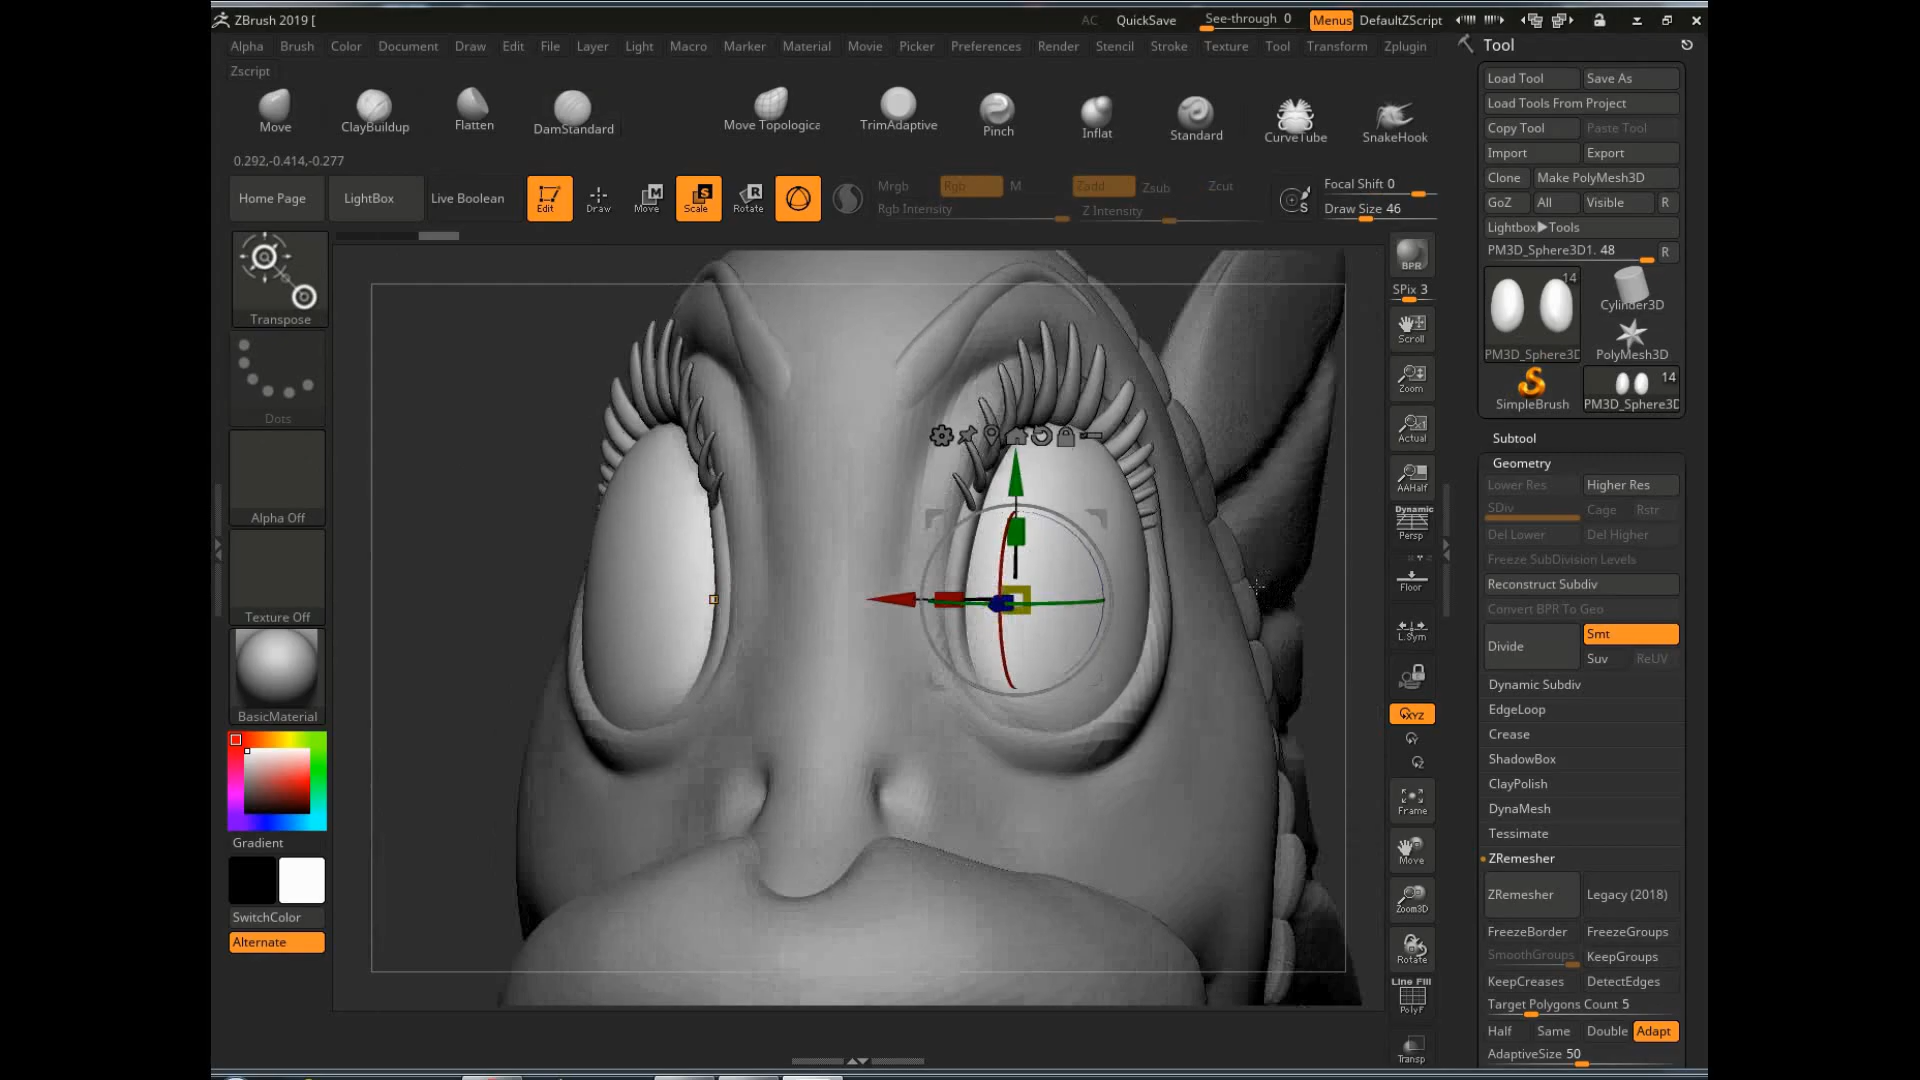 ZBrush 2019 [
AC QuickSave See-through 0 Menus DefaultZScript
Alpha Brush Color Document Draw Edit File Layer Light Macro Marker Material Movie Picker Preferences Render Stencil Stroke Texture Tool Transform Zplugin
Zscript
Move ClayBuildup Flatten DamStandard Move Topologica TrimAdaptive Pinch Inflat Standard CurveTube SnakeHook
0.292,-0.414,-0.277
Home Page LightBox Live Boolean Edit Draw Move Scale Rotate
Mrgb Rgb M Zadd Zsub Zcut Focal Shift 0
Rgb Intensity Z Intensity Draw Size 46
Transpose
Dots
Alpha Off
Texture Off
BasicMaterial
Gradient
SwitchColor
Alternate
BPR
SPix 3
Scroll
Zoom
Actual
AAHalf
Dynamic
Persp
Floor
L.Sym
XYZ
Frame
Move
Zoom3D
Rotate
Line Fill
PolyF
Transp
Tool
Load Tool Save As
Load Tools From Project
Copy Tool Paste Tool
Import Export
Clone Make PolyMesh3D
GoZ All Visible R
Lightbox▶Tools
PM3D_Sphere3D1. 48 R
14
Cylinder3D
PM3D_Sphere3D PolyMesh3D
14
SimpleBrush PM3D_Sphere3D
Subtool
Geometry
Lower Res Higher Res
SDiv Cage Rstr
Del Lower Del Higher
Freeze SubDivision Levels
Reconstruct Subdiv
Convert BPR To Geo
Divide Smt
Suv ReUV
Dynamic Subdiv
EdgeLoop
Crease
ShadowBox
ClayPolish
DynaMesh
Tessimate
ZRemesher
ZRemesher Legacy (2018)
FreezeBorder FreezeGroups
SmoothGroups KeepGroups
KeepCreases DetectEdges
Target Polygons Count 5
Half Same Double Adapt
AdaptiveSize 50